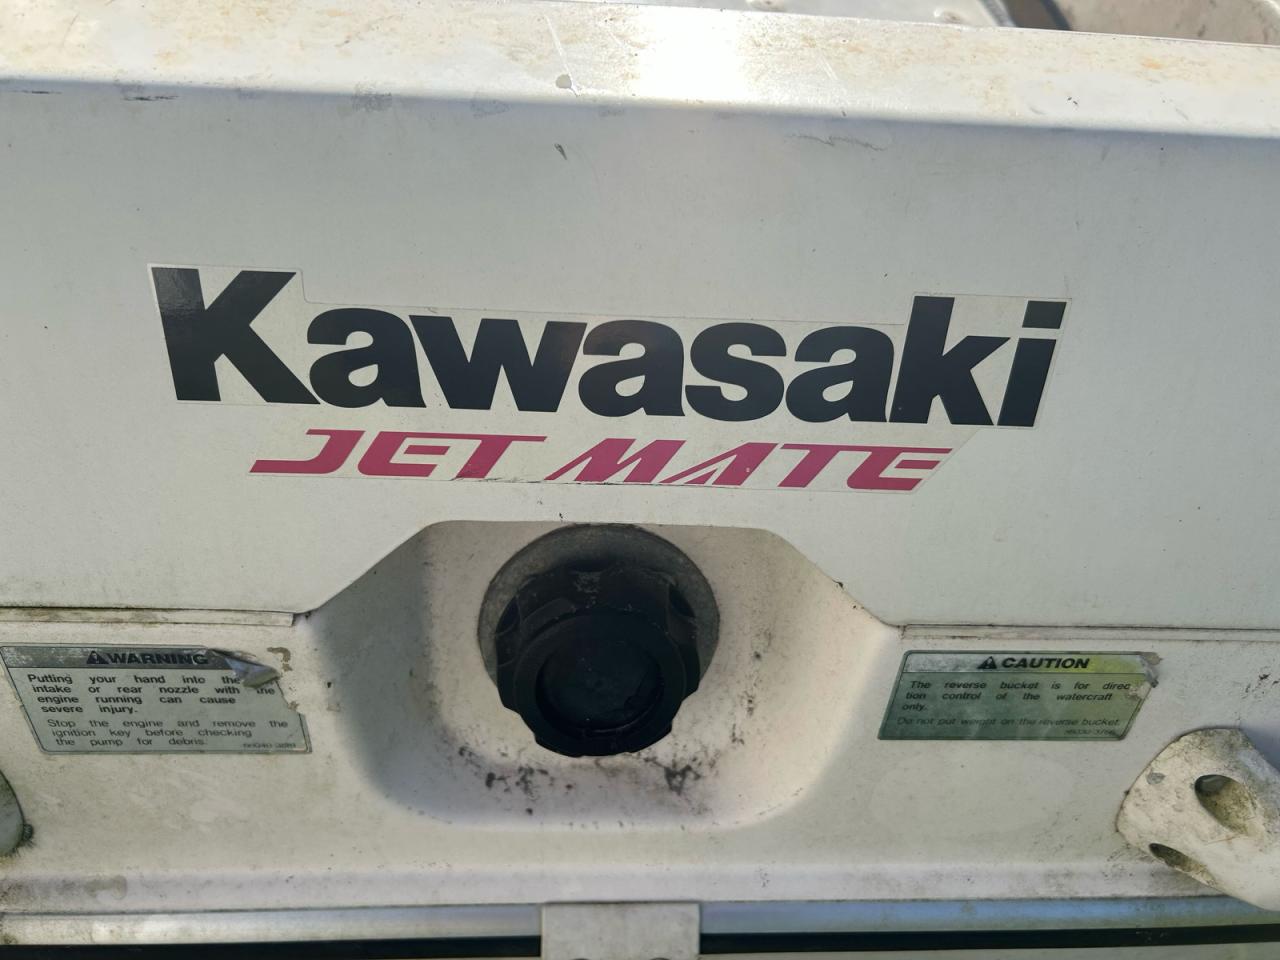 Kawasaki
JET MATE
WARNING
Putting your hand into the
intake or rear nozzle with the
engine running can cause
severe injury.
Stop the engine and remove the
ignition key before checking
the pump for debris.
CAUTION
The reverse bucket is for direc
tion control of the watercraft
only.
Do not put weight on the reverse bucket.